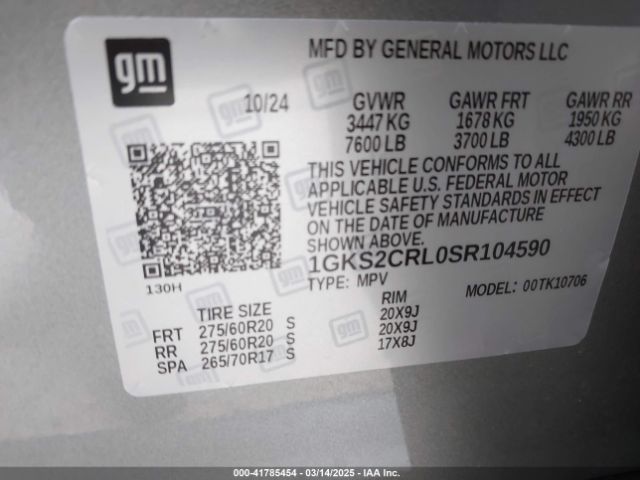 gm
MFD BY GENERAL MOTORS LLC
10/24 GVWR GAWR FRT GAWR RR
3447 KG 1678 KG 1950 KG
7600 LB 3700 LB 4300 LB
THIS VEHICLE CONFORMS TO ALL
APPLICABLE U.S. FEDERAL MOTOR
VEHICLE SAFETY STANDARDS IN EFFECT
ON THE DATE OF MANUFACTURE
SHOWN ABOVE.
1GKS2CRL0SR104590
TYPE: MPV MODEL: 00TK10706
130H
TIRE SIZE RIM
FRT 275/60R20 S 20X9J
RR 275/60R20 S 20X9J
SPA 265/70R17 S 17X8J
000-41785454 - 03/14/2025 - IAA Inc.